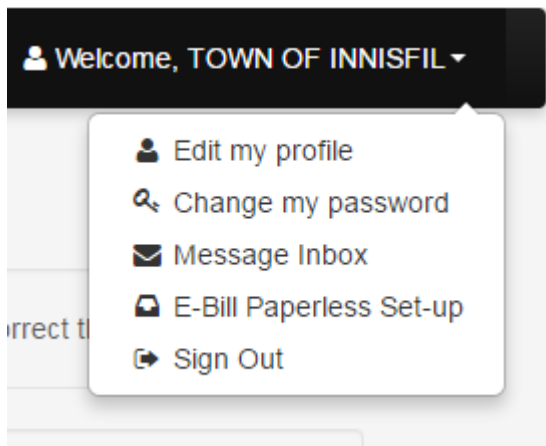 Welcome, TOWN OF INNISFIL
Edit my profile
Change my password
Message Inbox
E-Bill Paperless Set-up
Sign Out